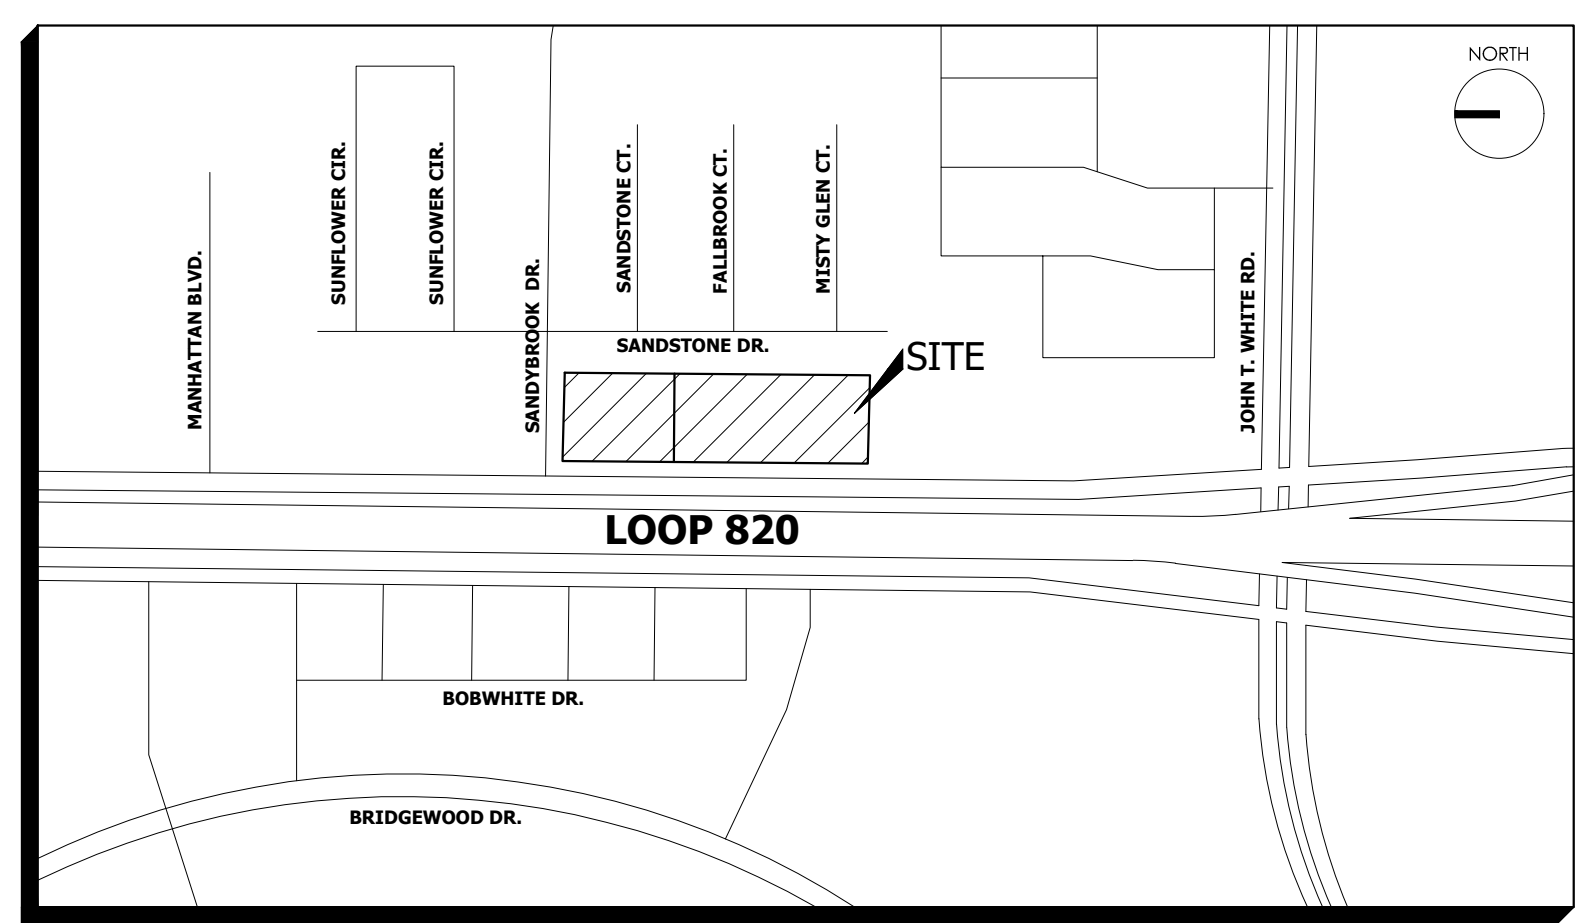 NORTH
MANHATTAN BLVD.
SUNFLOWER CIR.
SUNFLOWER CIR.
SANDYBROOK DR.
SANDSTONE CT.
FALLBROOK CT.
MISTY GLEN CT.
JOHN T. WHITE RD.
SANDSTONE DR.
SITE
LOOP 820
BOBWHITE DR.
BRIDGEWOOD DR.